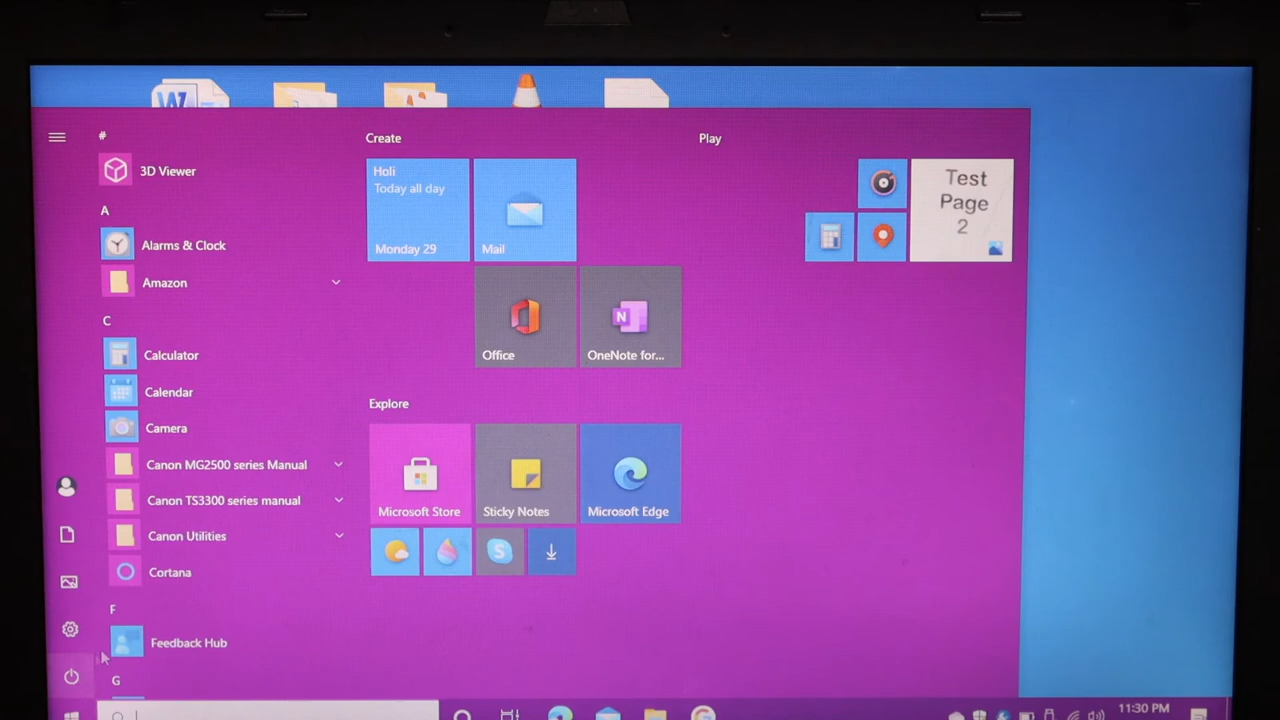 W
#
3D Viewer
A
Alarms & Clock
Amazon
C
Calculator
Calendar
Camera
Canon MG2500 series Manual
Canon TS3300 series manual
Canon Utilities
Cortana
F
Feedback Hub
G
Create
Holi
Today all day
Monday 29
Mail
Office
N
OneNote for...
Explore
Microsoft Store
Sticky Notes
Microsoft Edge
S
Play
Test
Page
2
G
11:30 PM